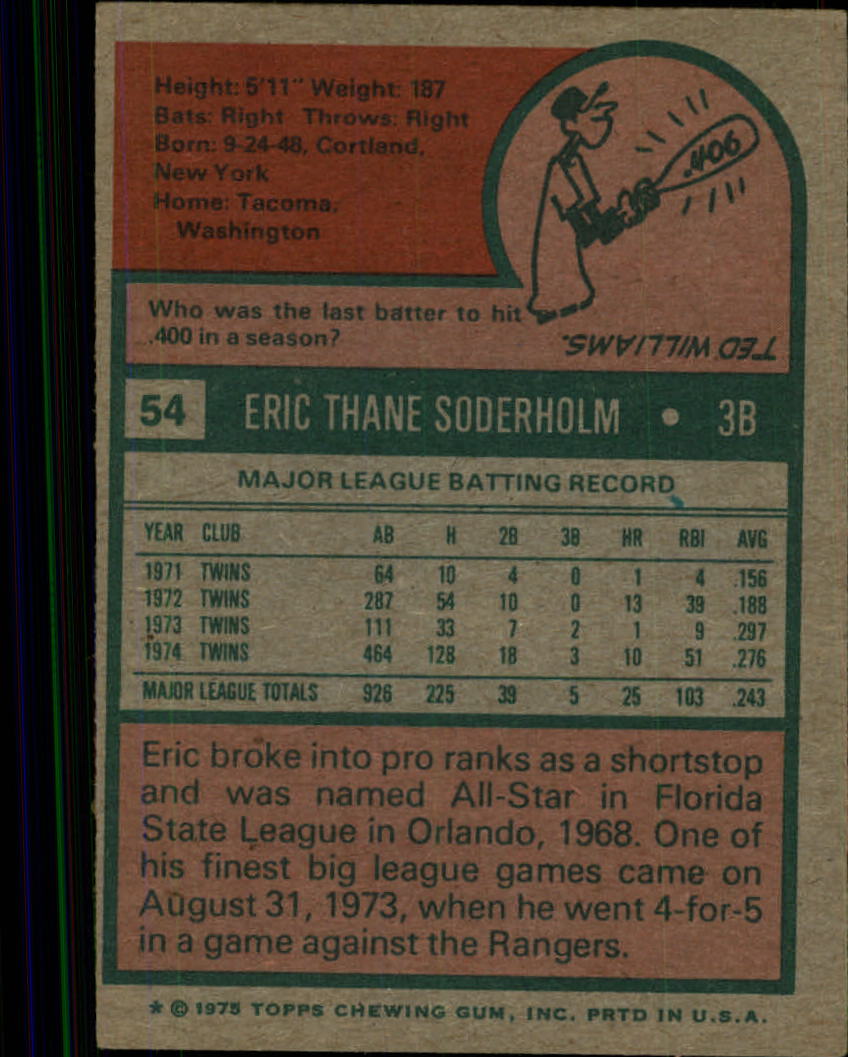 Height: 5'11" Weight: 187
Bats: Right Throws: Right
Born: 9-24-48, Cortland,
New York
Home: Tacoma,
Washington
.406
Who was the last batter to hit
.400 in a season?
TED WILLIAMS.
54 ERIC THANE SODERHOLM • 3B
MAJOR LEAGUE BATTING RECORD
YEAR CLUB AB H 2B 3B HR RBI AVG
1971 TWINS 64 10 4 0 1 4 .156
1972 TWINS 287 54 10 0 13 39 .188
1973 TWINS 111 33 7 2 1 9 .297
1974 TWINS 464 128 18 3 10 51 .276
MAJOR LEAGUE TOTALS 926 225 39 5 25 103 .243
Eric broke into pro ranks as a shortstop
and was named All-Star in Florida
State League in Orlando, 1968. One of
his finest big league games came on
August 31, 1973, when he went 4-for-5
in a game against the Rangers.
* © 1975 TOPPS CHEWING GUM, INC. PRTD IN U.S.A.